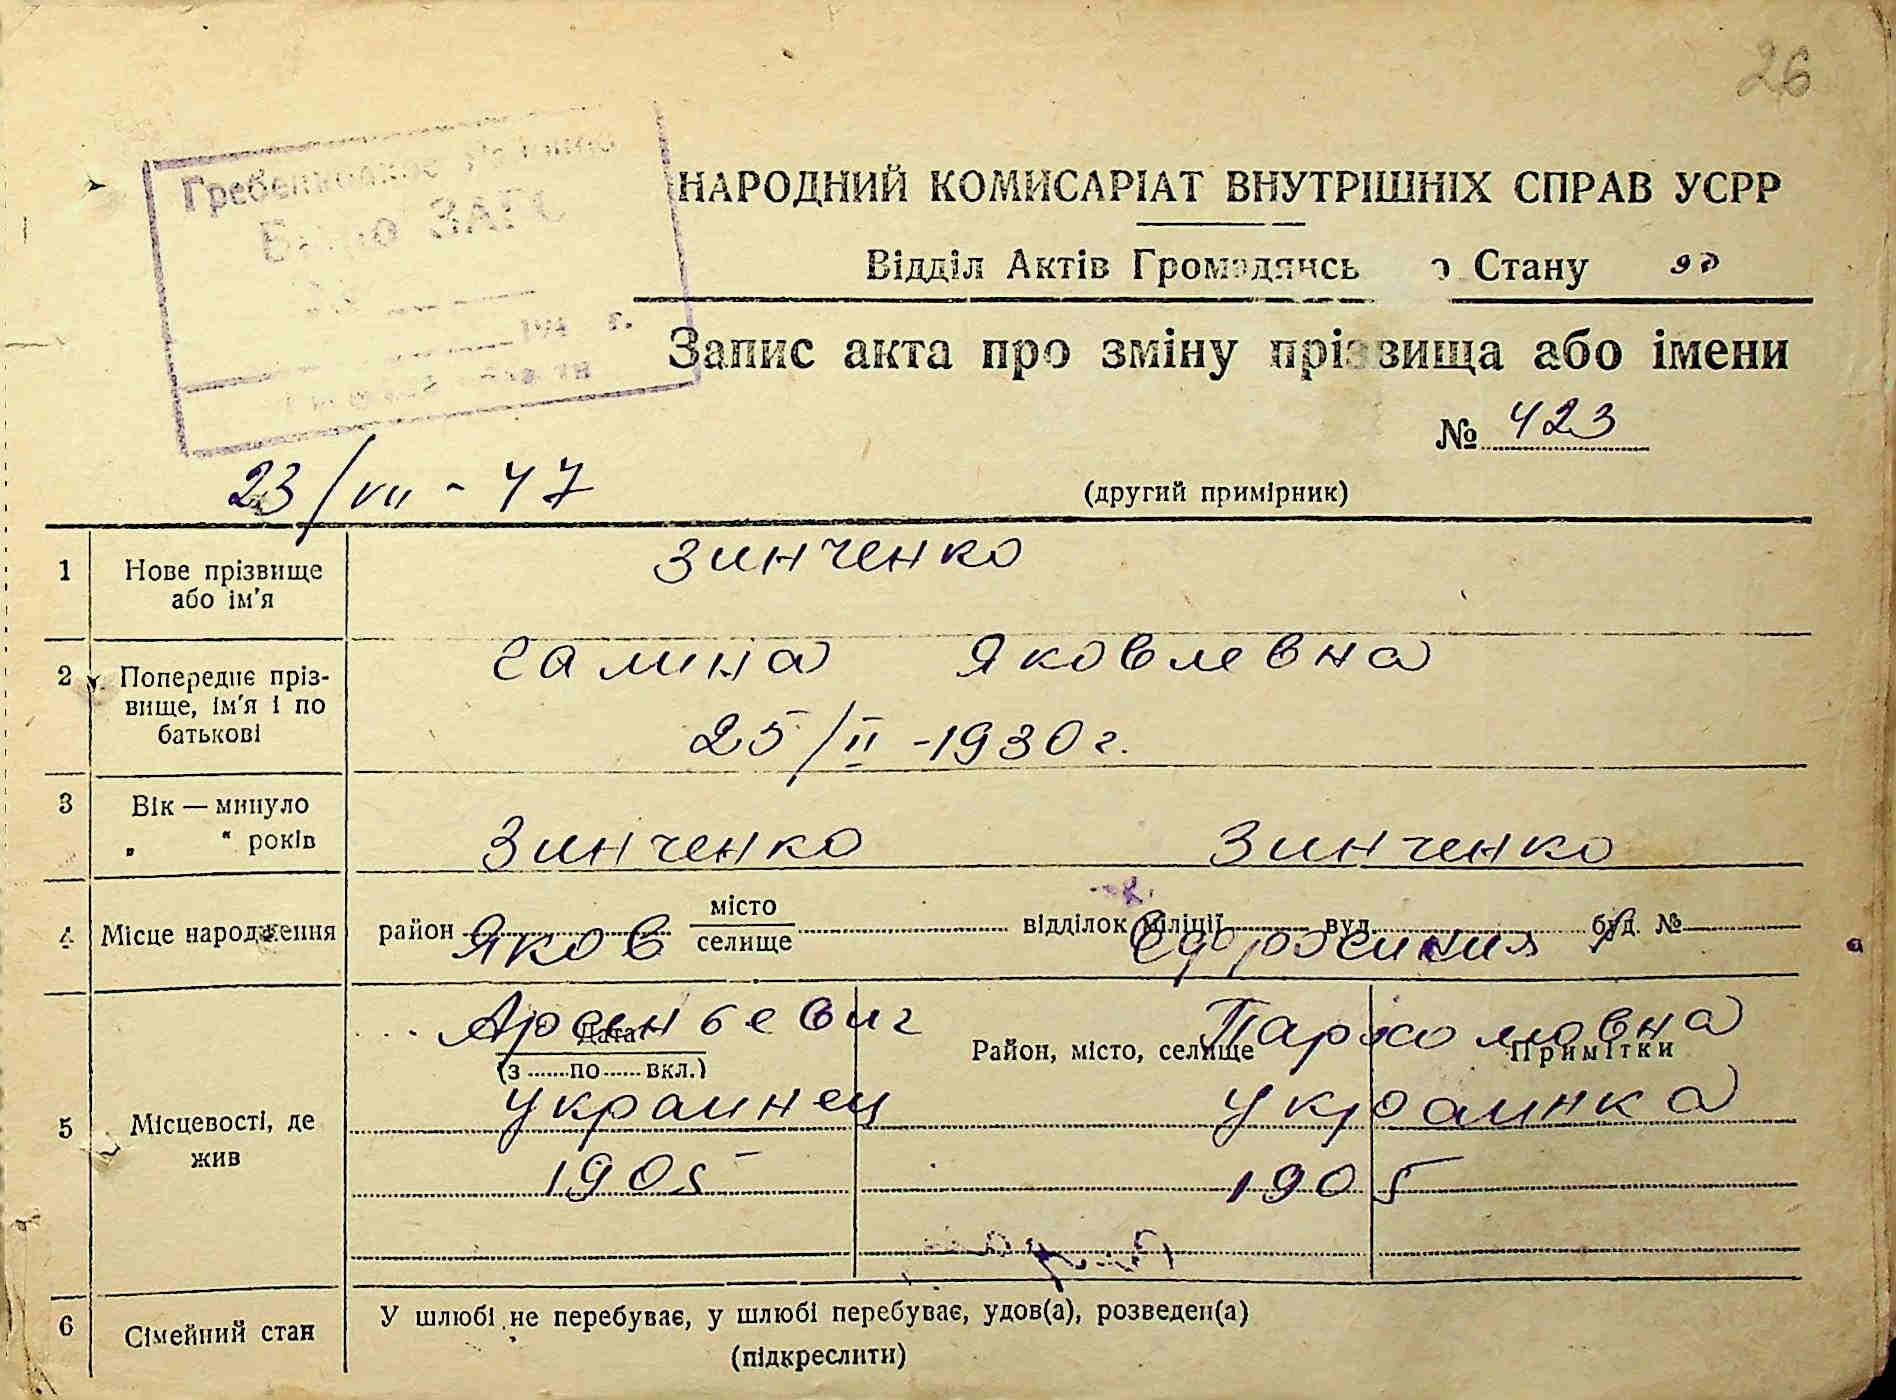 26
Бюро ЗАГС
НАРОДНИЙ КОМИСАРІАТ ВНУТРІШНІХ СПРАВ УСРР
Відділ Актів Громадянсь о Стану
Запис акта про зміну прізвища або імени
№ 423
23/VII - 47
(другий примірник)
1 Нове прізвище або ім'я
Зинченко
2 Попереднє пріз-
вище, ім'я і по
батькові
Галина Яковлевна
25/II - 1930 г.
3 Вік — минуло
„ “ років
Зинченко Зинченко
4 Місце народження район місто селище відділок міліції вул. буд. №
Яков Ефросиния
Арсеньевич Пархомовна
Дата
(з ...... по ...... вкл.)
Район, місто, селище
Примітки
украинец украинка
5 Місцевості, де
жив
1905 1905
6 Сімейний стан
У шлюбі не перебуває, у шлюбі перебуває, удов(а), розведен(а)
(підкреслити)